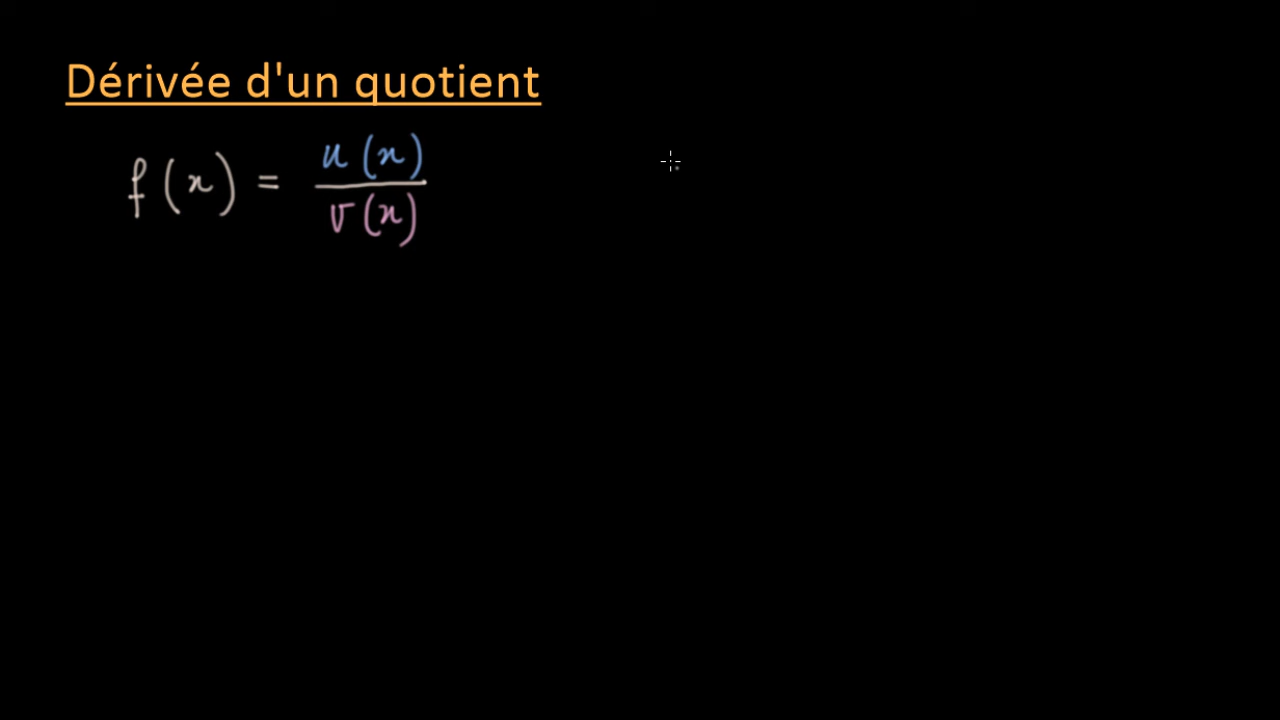 Dérivée d'un quotient
f(x) = u(x)/v(x)